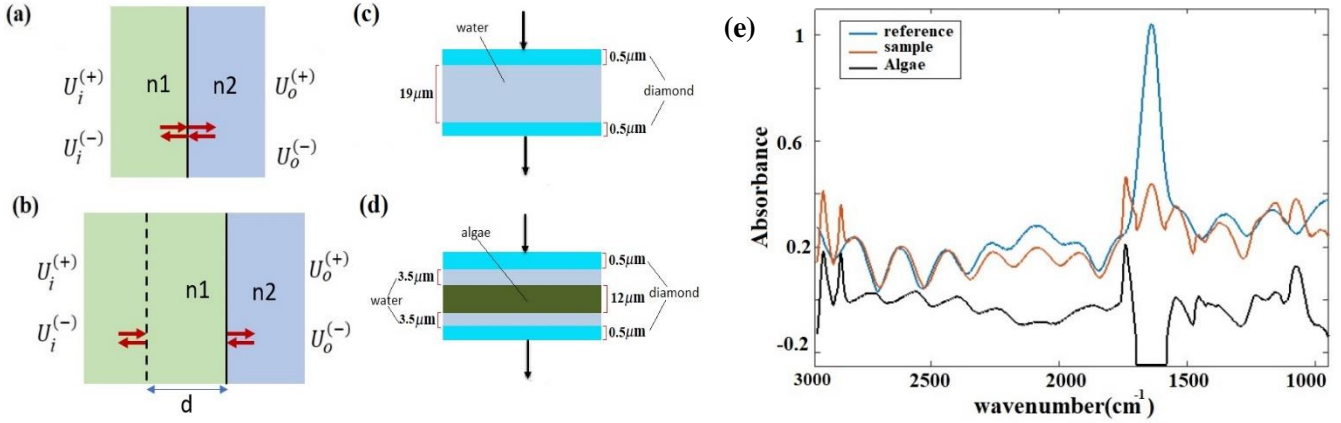 (a)
n1
n2
U_i^(+)
U_o^(+)
U_i^(-)
U_o^(-)
(b)
n1
n2
U_i^(+)
U_o^(+)
U_i^(-)
U_o^(-)
d
(c)
water
0.5μm
19μm
diamond
0.5μm
(d)
algae
0.5μm
3.5μm
water
12μm
diamond
3.5μm
0.5μm
(e)
reference
sample
Algae
1
0.6
0.2
-0.2
Absorbance
3000
2500
2000
1500
1000
wavenumber(cm^-1)